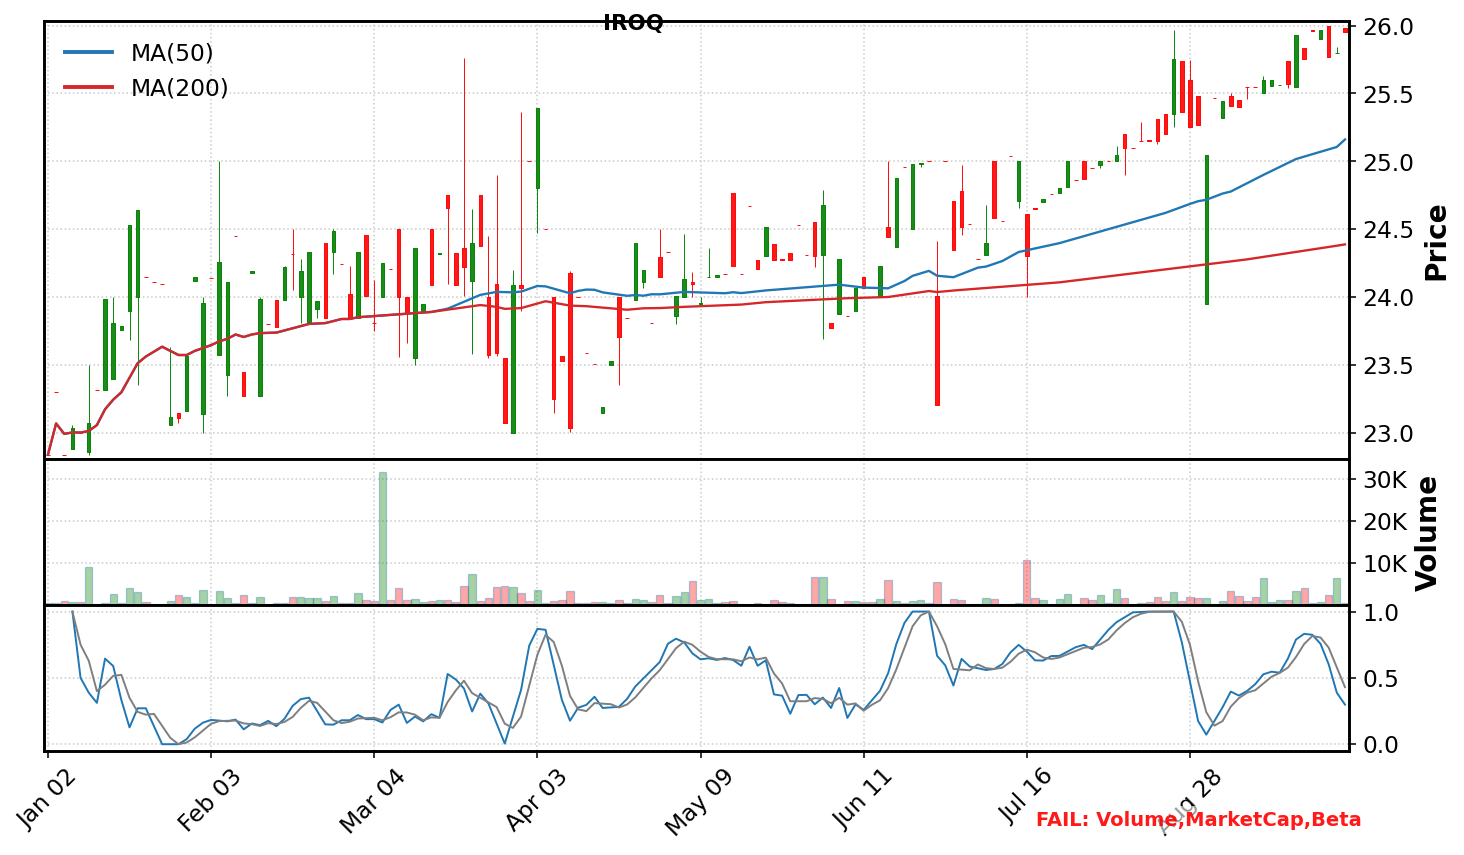 IROQ
MA(50)
MA(200)
26.0
25.5
25.0
24.5
24.0
23.5
23.0
Price
30K
20K
10K
Volume
1.0
0.5
0.0
Jan 02
Feb 03
Mar 04
Apr 03
May 09
Jun 11
Jul 16
Aug 28
FAIL: Volume,MarketCap,Beta